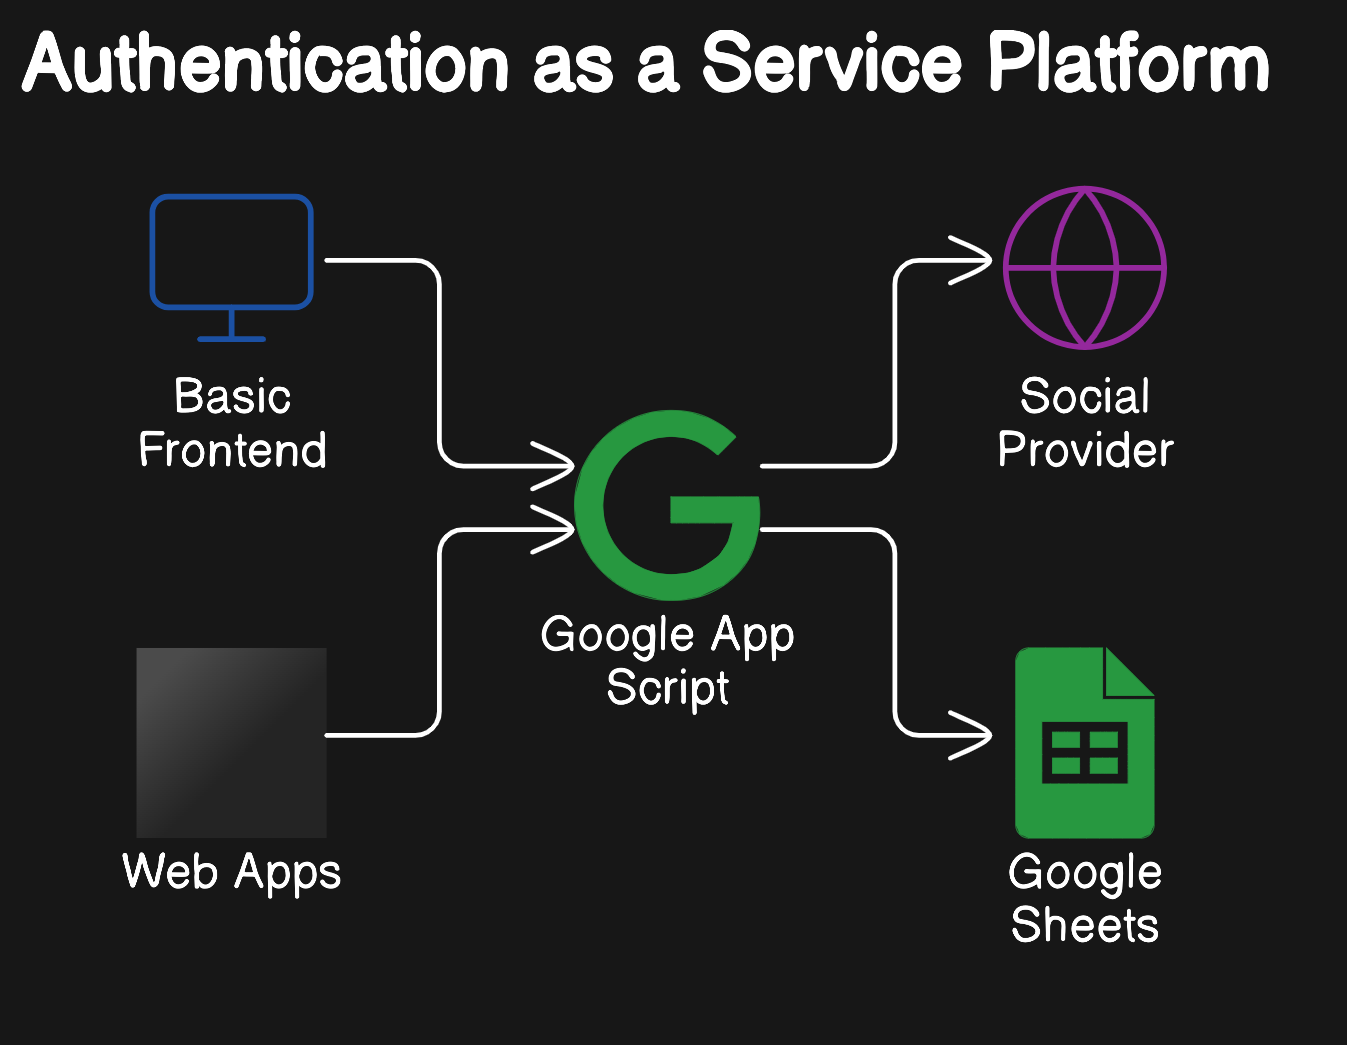 Authentication as a Service Platform
Basic
Frontend
Social
Provider
Google App
Script
Web Apps
Google
Sheets